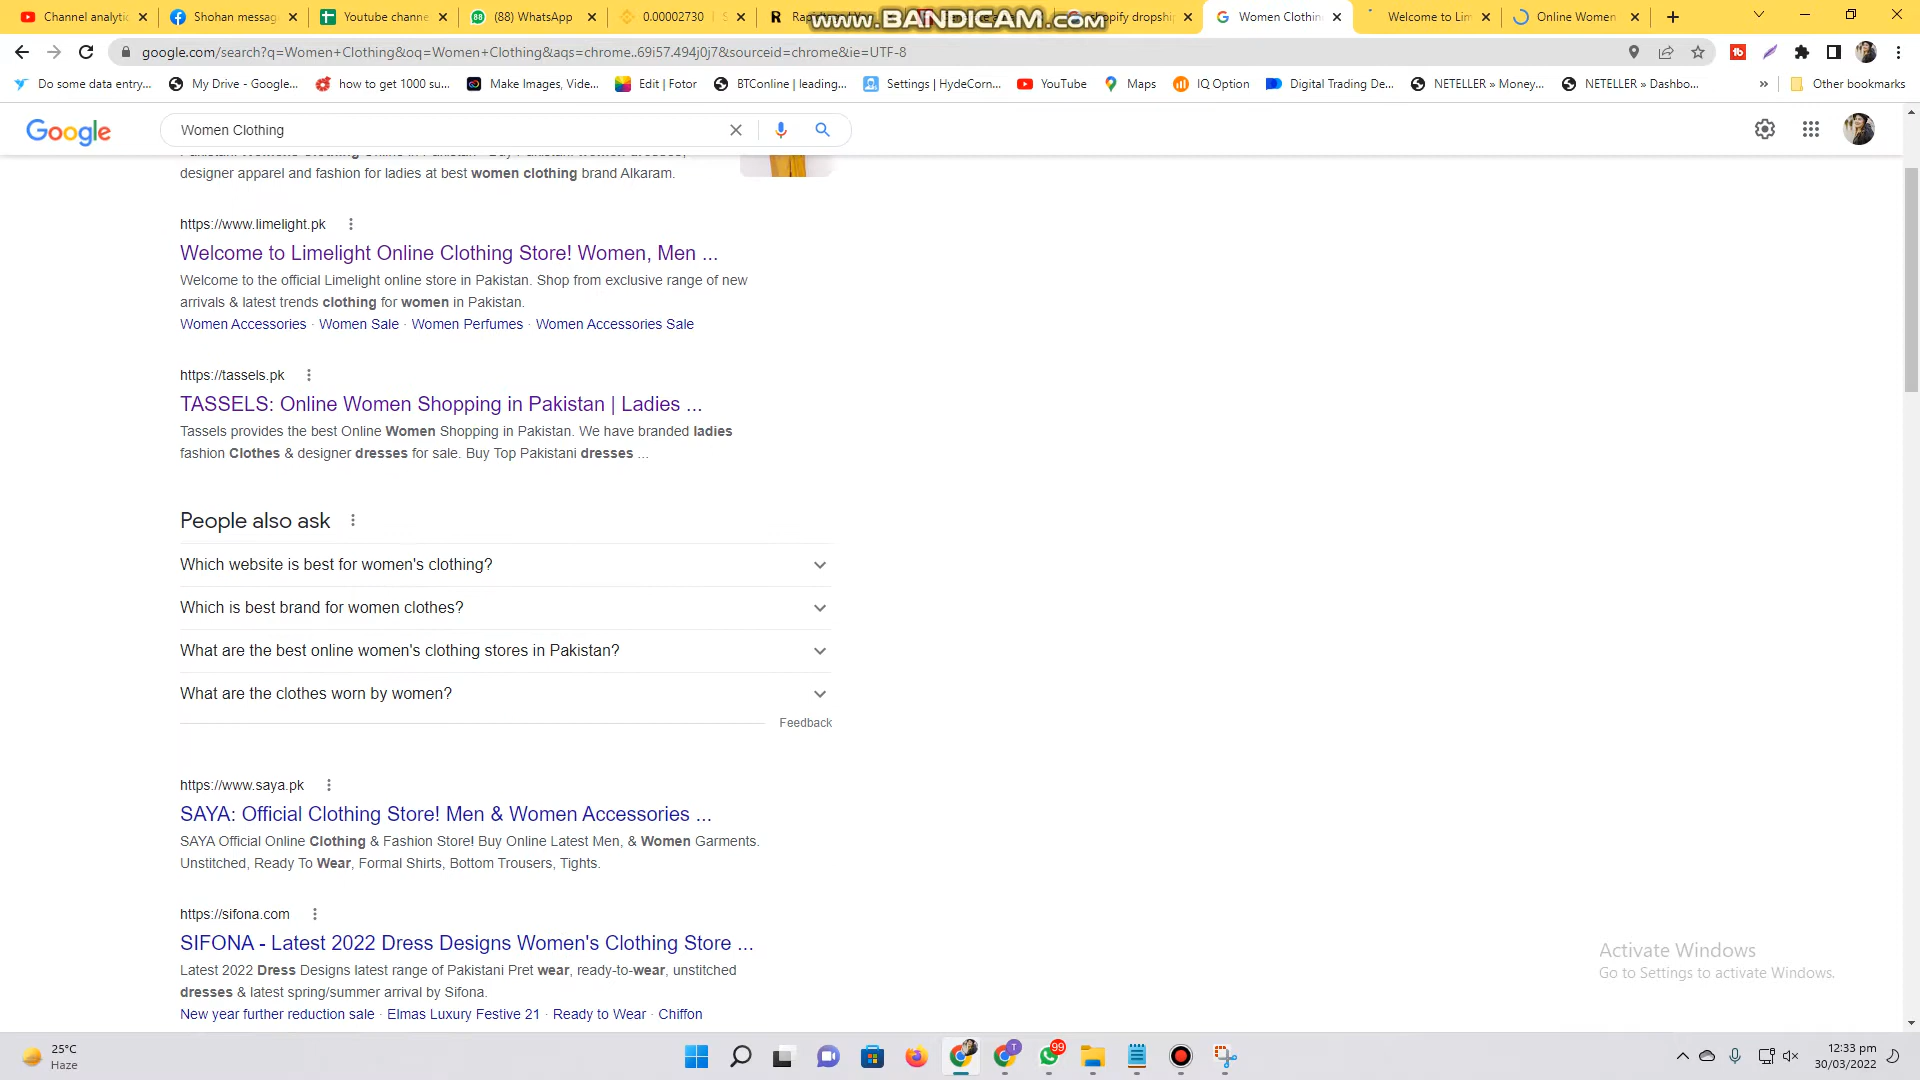 Channel analytic
Shohan messag
Youtube channe
(88) WhatsApp
0.00002730
www.BANDICAM.com
shopify dropship
Women Clothin
Welcome to Lim
Online Women
google.com/search?q=Women+Clothing&oq=Women+Clothing&aqs=chrome..69i57.494j0j7&sourceid=chrome&ie=UTF-8
Do some data entry...
My Drive - Google...
how to get 1000 su...
Make Images, Vide...
Edit | Fotor
BTConline | leading...
Settings | HydeCorn...
YouTube
Maps
IQ Option
Digital Trading De...
NETELLER » Money...
NETELLER » Dashbo...
»
Other bookmarks
Google
Women Clothing
designer apparel and fashion for ladies at best women clothing brand Alkaram.
https://www.limelight.pk
Welcome to Limelight Online Clothing Store! Women, Men ...
Welcome to the official Limelight online store in Pakistan. Shop from exclusive range of new
arrivals & latest trends clothing for women in Pakistan.
Women Accessories · Women Sale · Women Perfumes · Women Accessories Sale
https://tassels.pk
TASSELS: Online Women Shopping in Pakistan | Ladies ...
Tassels provides the best Online Women Shopping in Pakistan. We have branded ladies
fashion Clothes & designer dresses for sale. Buy Top Pakistani dresses ...
People also ask
Which website is best for women's clothing?
Which is best brand for women clothes?
What are the best online women's clothing stores in Pakistan?
What are the clothes worn by women?
Feedback
https://www.saya.pk
SAYA: Official Clothing Store! Men & Women Accessories ...
SAYA Official Online Clothing & Fashion Store! Buy Online Latest Men, & Women Garments.
Unstitched, Ready To Wear, Formal Shirts, Bottom Trousers, Tights.
https://sifona.com
SIFONA - Latest 2022 Dress Designs Women's Clothing Store ...
Latest 2022 Dress Designs latest range of Pakistani Pret wear, ready-to-wear, unstitched
dresses & latest spring/summer arrival by Sifona.
New year further reduction sale · Elmas Luxury Festive 21 · Ready to Wear · Chiffon
Activate Windows
Go to Settings to activate Windows.
25°C
Haze
T
99
12:33 pm
30/03/2022